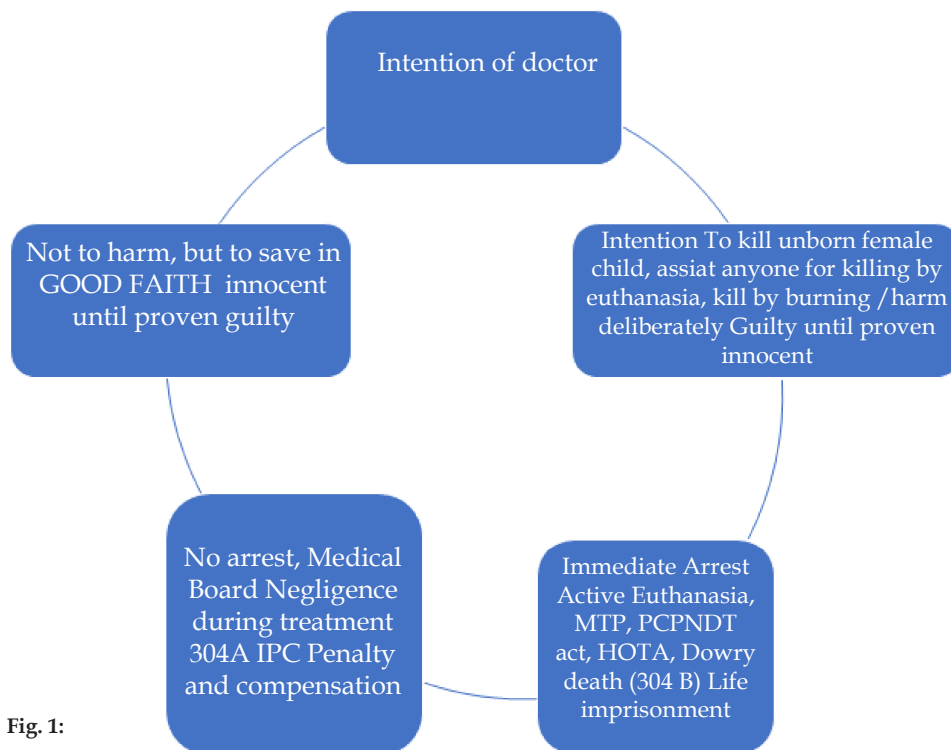 Intention of doctor
Not to harm, but to save in
GOOD FAITH innocent
until proven guilty
Intention To kill unborn female
child, assiat anyone for killing by
euthanasia, kill by burning /harm
deliberately Guilty until proven
innocent
No arrest, Medical
Board Negligence
during treatment
304A IPC Penalty
and compensation
Immediate Arrest
Active Euthanasia,
MTP, PCPNDT
act, HOTA, Dowry
death (304 B) Life
imprisonment
Fig. 1: